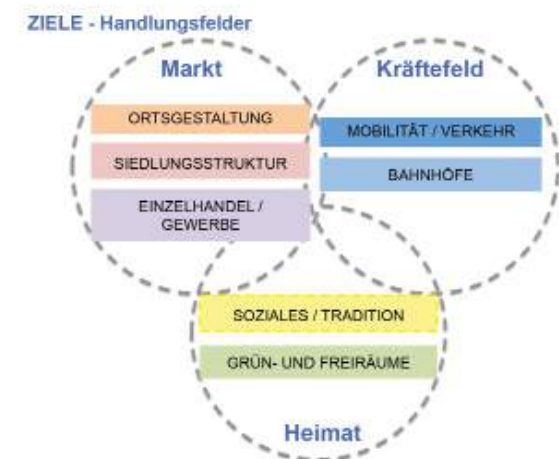 ZIELE - Handlungsfelder
Markt
Kräftefeld
ORTSGESTALTUNG
SIEDLUNGSSTRUKTUR
EINZELHANDEL /
GEWERBE
MOBILITÄT / VERKEHR
BAHNHÖFE
SOZIALES / TRADITION
GRÜN- UND FREIRÄUME
Heimat